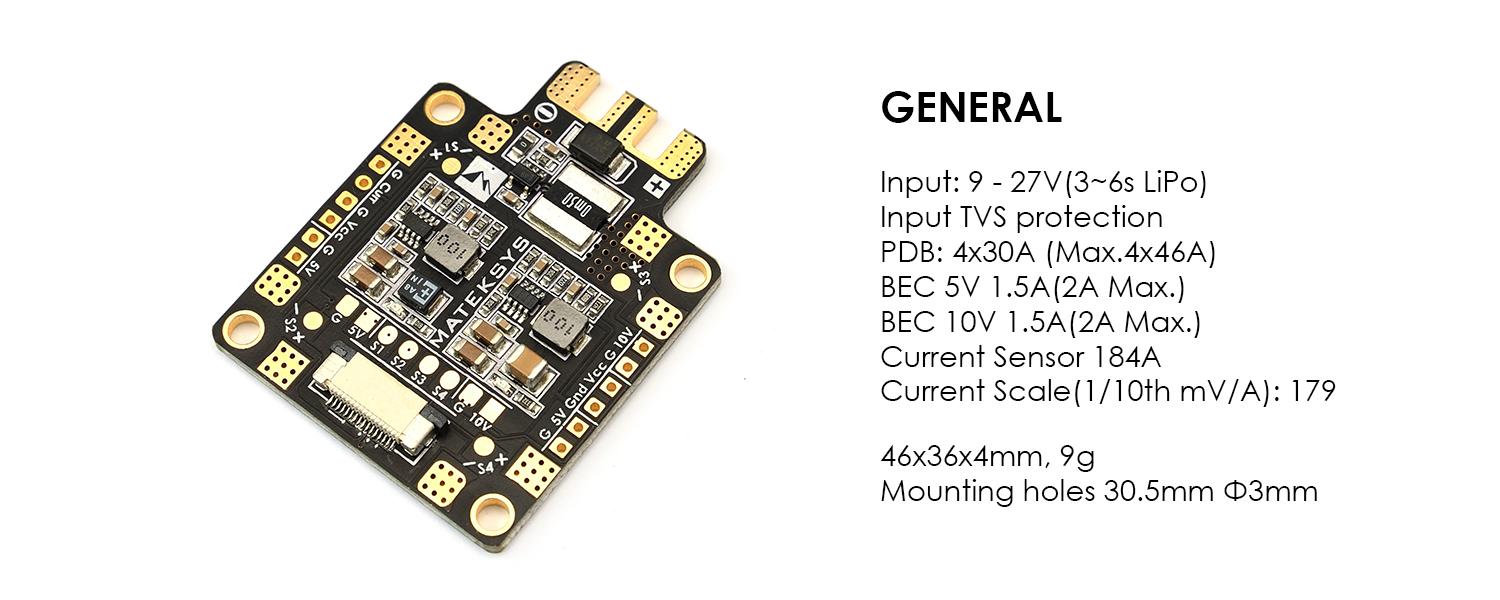 GENERAL
Input: 9 - 27V(3~6s LiPo)
Input TVS protection
PDB: 4x30A (Max.4x46A)
BEC 5V 1.5A(2A Max.)
BEC 10V 1.5A(2A Max.)
Current Sensor 184A
Current Scale(1/10th mV/A): 179
46x36x4mm, 9g
Mounting holes 30.5mm Φ3mm
S1
G Curr G Vcc G 5V
0m50
100
MATEKSYS
S3
100
S2
G 5V S1 S2 S3 S4 G 10V
G 5V Gnd Vcc G 10V
S4